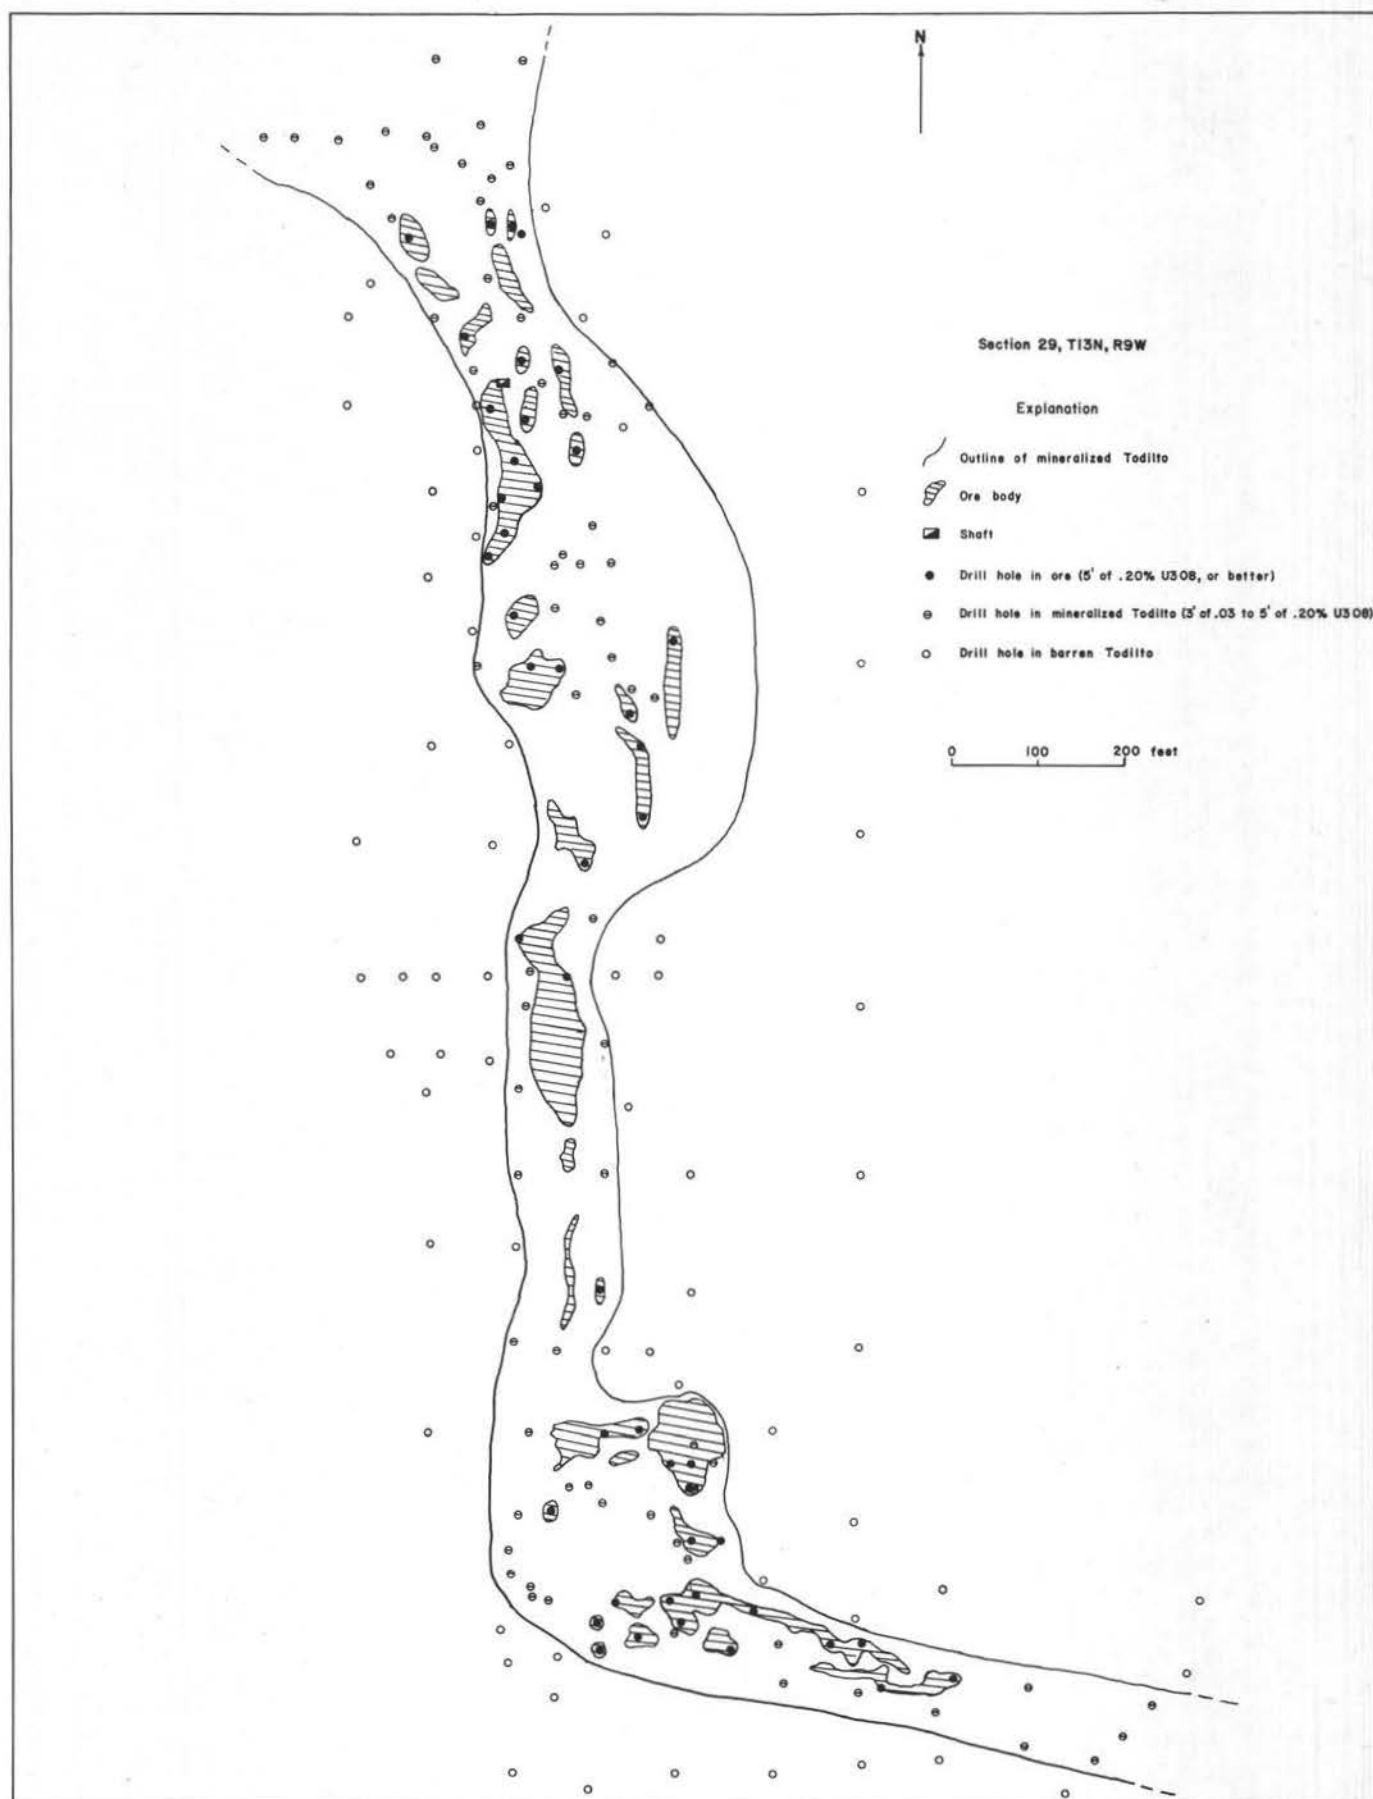 N
Section 29, T13N, R9W
Explanation
Outline of mineralized Todilto
Ore body
Shaft
Drill hole in ore (5' of .20% U3O8, or better)
Drill hole in mineralized Todilto (3' of .03 to 5' of .20% U3O8)
Drill hole in barren Todilto
0 100 200 feet